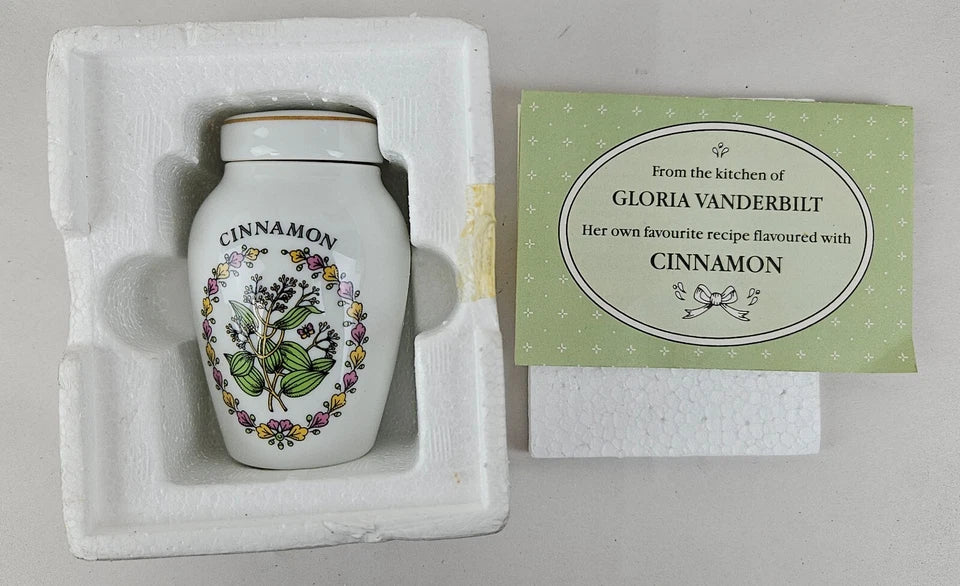 CINNAMON
From the kitchen of
GLORIA VANDERBILT
Her own favourite recipe flavoured with
CINNAMON